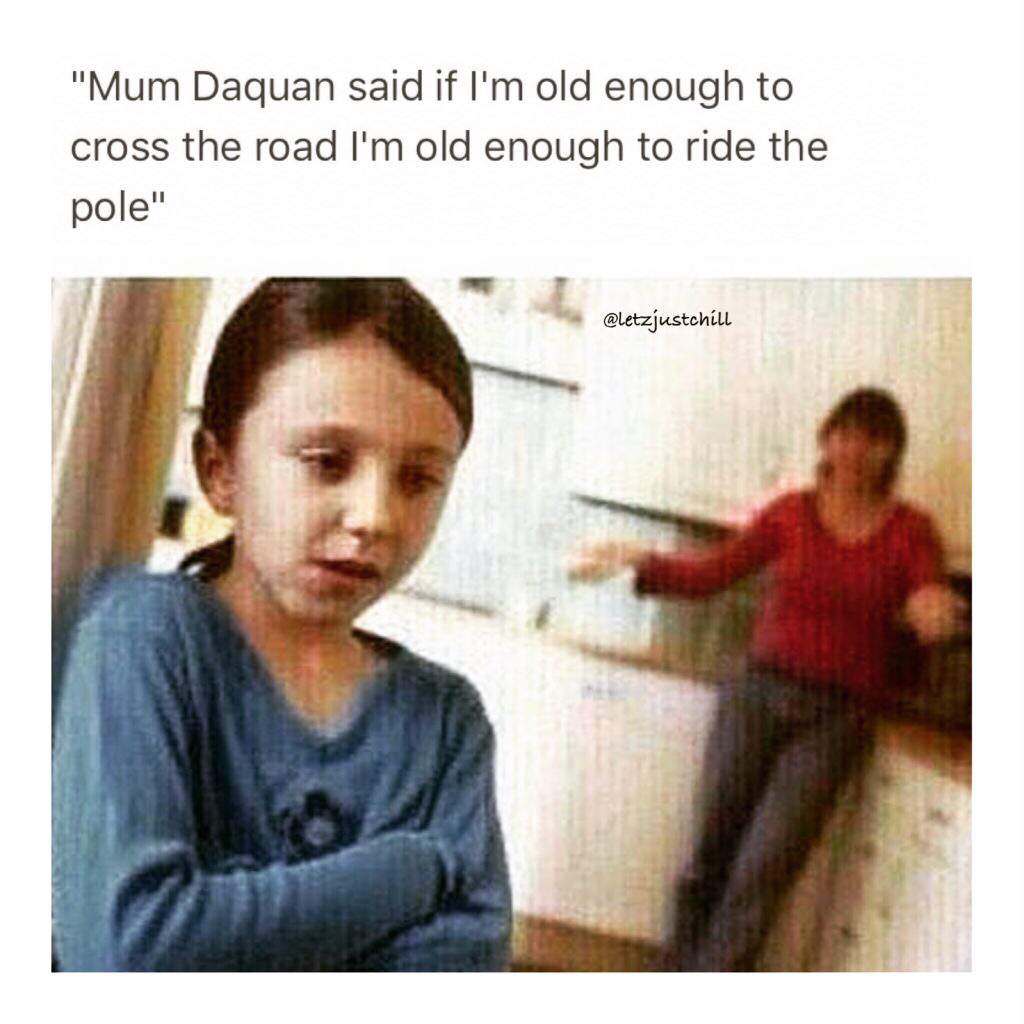 "Mum Daquan said if I'm old enough to
cross the road I'm old enough to ride the
pole"
@letzjustchill